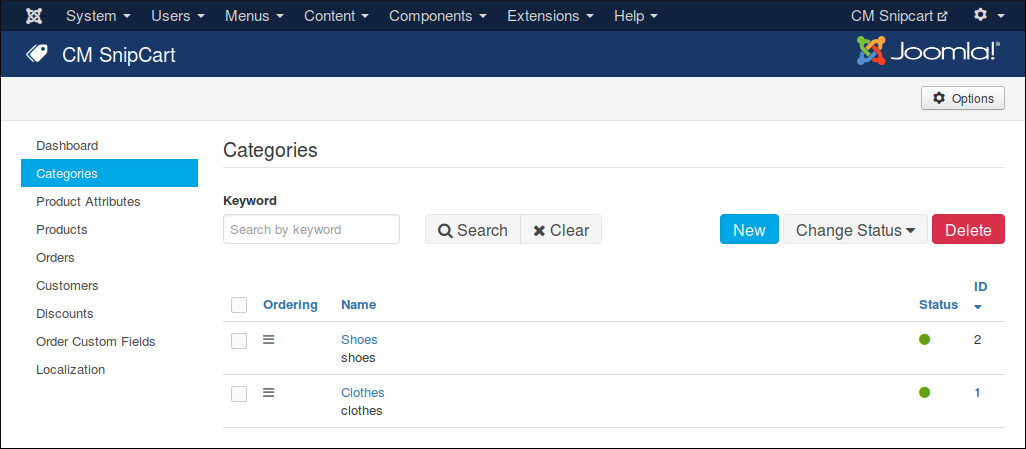 System Users Menus Content Components Extensions Help CM Snipcart
CM SnipCart Joomla!®
Options
Dashboard
Categories
Product Attributes
Products
Orders
Customers
Discounts
Order Custom Fields
Localization
Categories
Keyword
Search by keyword Search Clear New Change Status Delete
Ordering Name Status ID
Shoes 2
shoes
Clothes 1
clothes